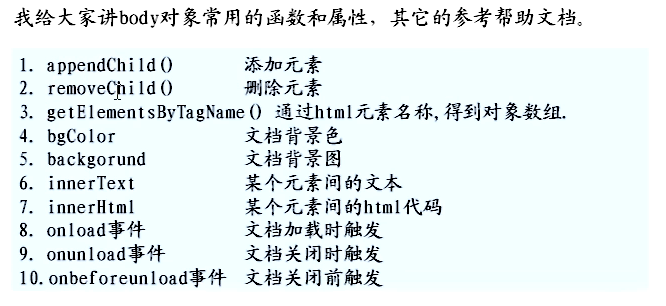 我给大家讲body对象常用的函数和属性，其它的参考帮助文档。
1. appendChild() 添加元素
2. removeChild() 删除元素
3. getElementsByTagName() 通过html元素名称,得到对象数组.
4. bgColor 文档背景色
5. backgorund 文档背景图
6. innerText 某个元素间的文本
7. innerHtml 某个元素间的html代码
8. onload事件 文档加载时触发
9. onunload事件 文档关闭时触发
10.onbeforeunload事件 文档关闭前触发